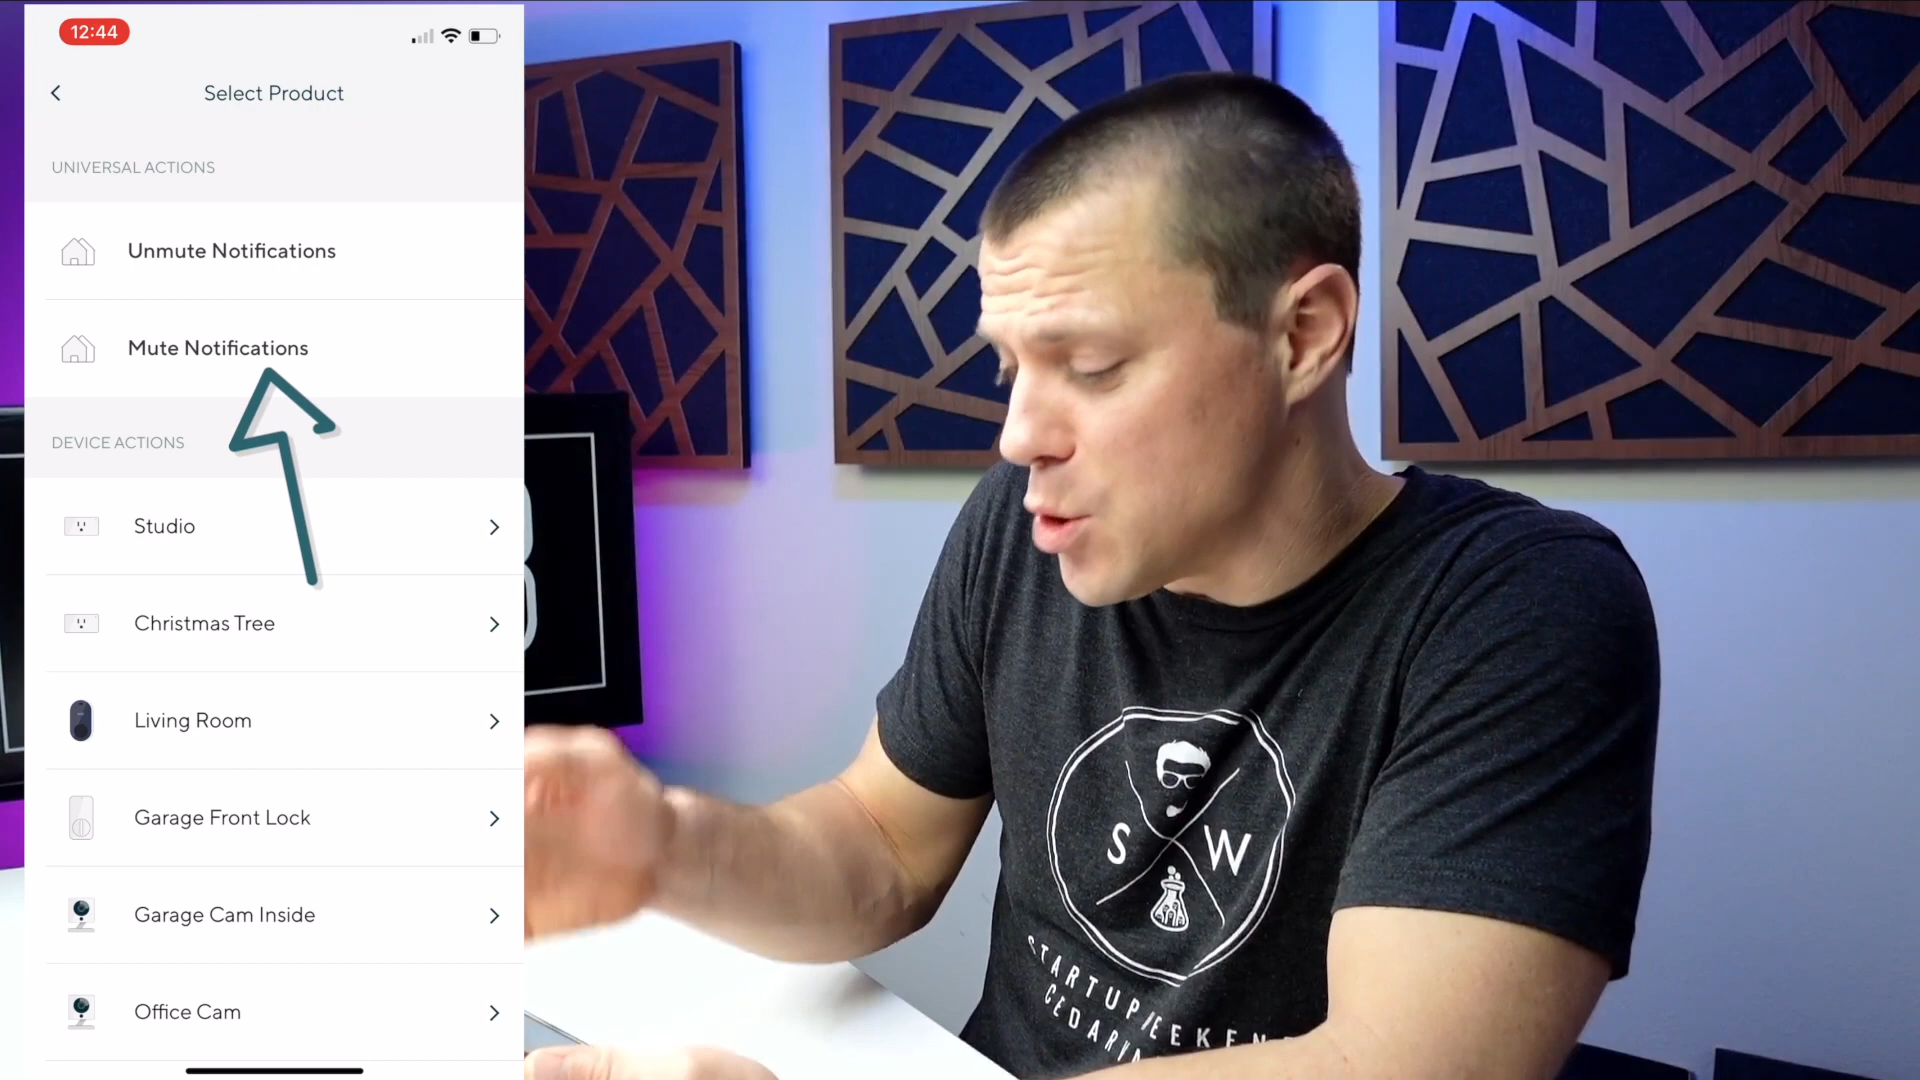 12:44
Select Product
UNIVERSAL ACTIONS
Unmute Notifications
Mute Notifications
DEVICE ACTIONS
Studio
Christmas Tree
Living Room
Garage Front Lock
Garage Cam Inside
Office Cam
S W
STARTUP